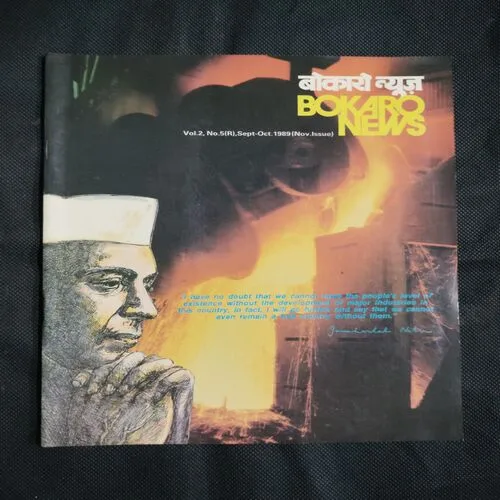 बोकारो न्यूज़
BOKARO
NEWS
Vol.2, No.5(R),Sept-Oct.1989(Nov.Issue)
I have no doubt that we cannot raise the people's level of
existence without the development of major industries in
this country; in fact, I will go further and say that we cannot
even remain a free country without them."
Jawaharlal Nehru